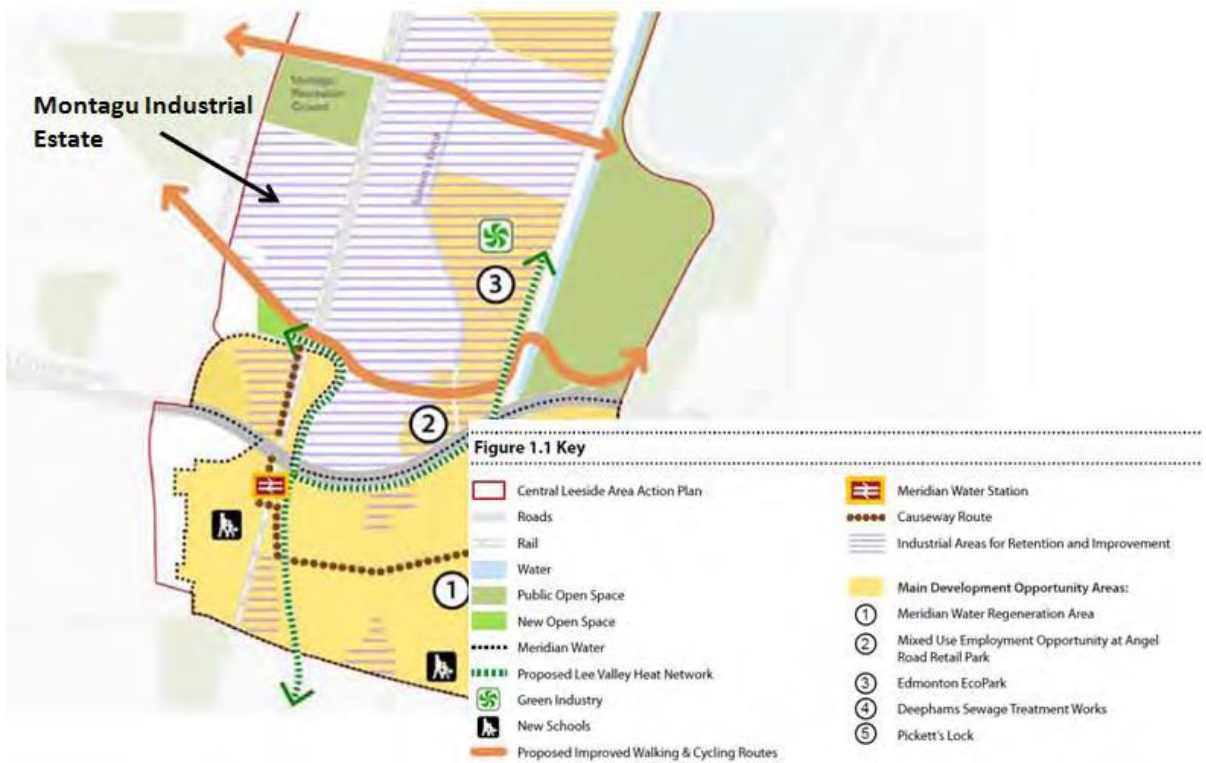 Montagu Industrial
Estate
Montagu
Recreation
Ground
3
2
1
Figure 1.1 Key
Central Leeside Area Action Plan
Roads
Rail
Water
Public Open Space
New Open Space
Meridian Water
Proposed Lee Valley Heat Network
Green Industry
New Schools
Proposed Improved Walking & Cycling Routes
Meridian Water Station
Causeway Route
Industrial Areas for Retention and Improvement
Main Development Opportunity Areas:
1 Meridian Water Regeneration Area
2 Mixed Use Employment Opportunity at Angel
Road Retail Park
3 Edmonton EcoPark
4 Deephams Sewage Treatment Works
5 Pickett's Lock